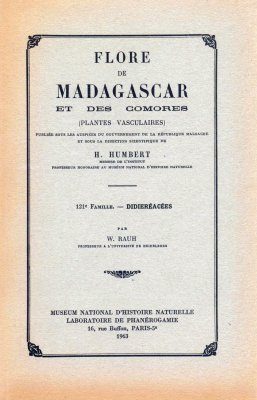 FLORE
DE
MADAGASCAR
ET DES COMORES
(PLANTES VASCULAIRES)
PUBLIÉE SOUS LES AUSPICES DU GOUVERNEMENT DE LA RÉPUBLIQUE MALGACHE
ET SOUS LA DIRECTION SCIENTIFIQUE DE
H. HUMBERT
MEMBRE DE L'INSTITUT
PROFESSEUR HONORAIRE AU MUSÉUM NATIONAL D'HISTOIRE NATURELLE
121e FAMILLE. — DIDIERÉACÉES
PAR
W. RAUH
PROFESSEUR A L'UNIVERSITÉ DE HEIDELBERG
MUSEUM NATIONAL D'HISTOIRE NATURELLE
LABORATOIRE DE PHANÉROGAMIE
16, rue Buffon, PARIS-5e
1963